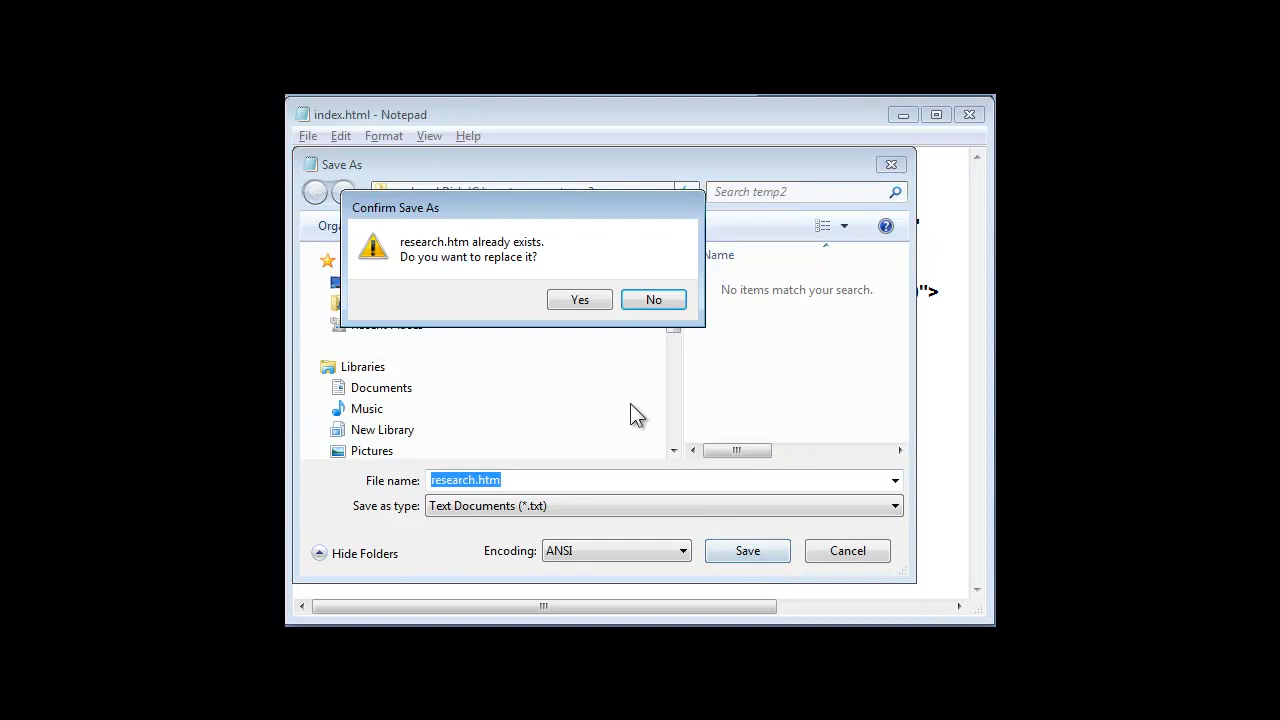 index.html - Notepad
File Edit Format View Help
Save As
Search temp2
Confirm Save As
research.htm already exists.
Do you want to replace it?
Yes No
Name
No items match your search.
">
Libraries
Documents
Music
New Library
Pictures
File name: research.htm
Save as type: Text Documents (*.txt)
Hide Folders Encoding: ANSI Save Cancel